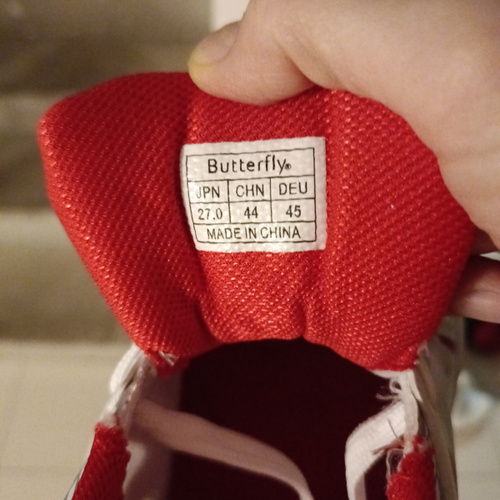 Butterfly®
JPN CHN DEU
27.0 44 45
MADE IN CHINA